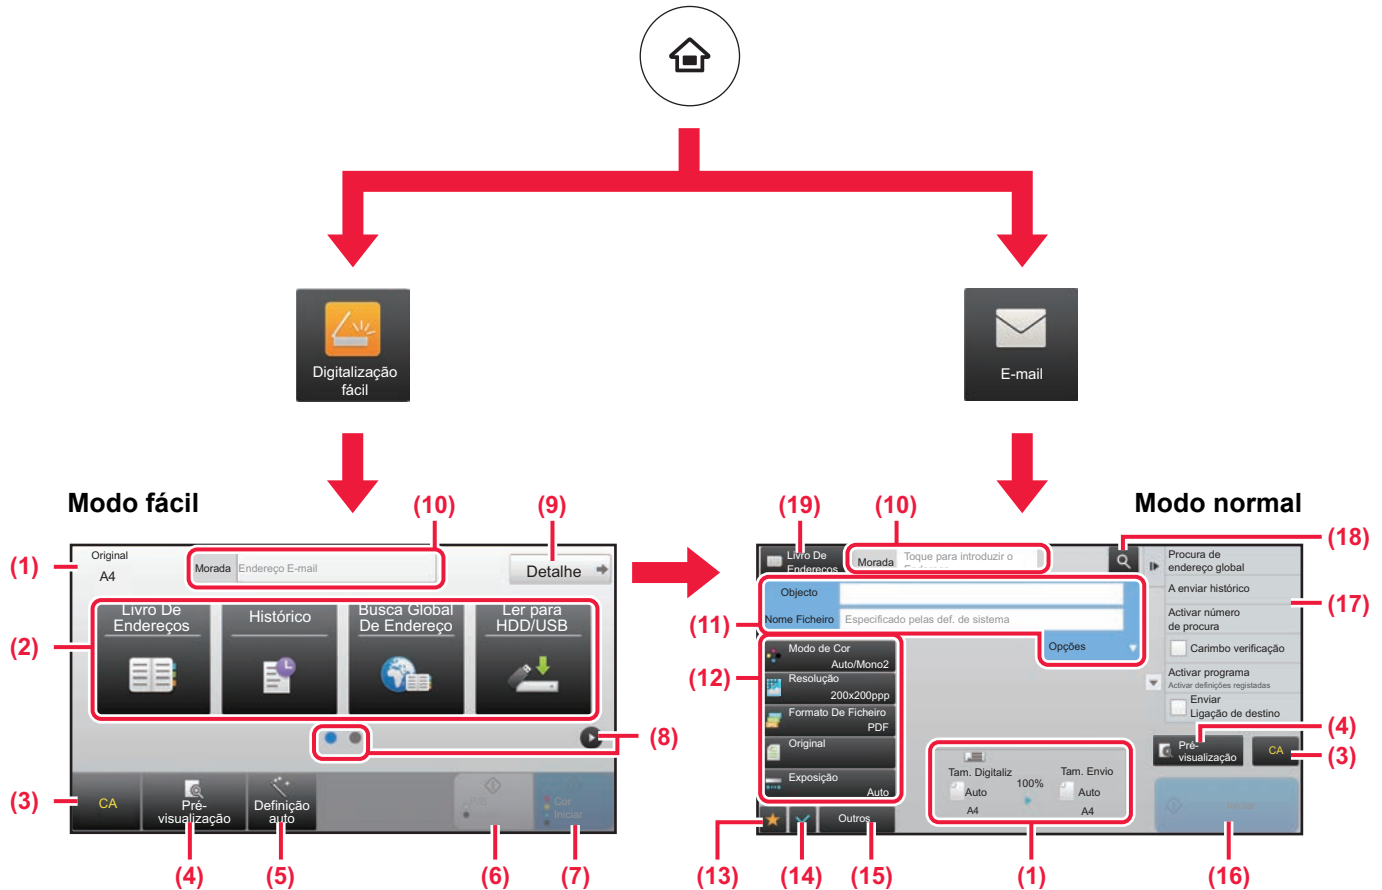 Digitalização
fácil
E-mail
Modo fácil
Modo normal
(10)
(9)
(19)
(10)
(18)
(1)
Original
A4
Morada
Endereço E-mail
Detalhe
Livro De
Endereços
Morada
Toque para introduzir o
Procura de
endereço global
A enviar histórico
(17)
Activar número
de procura
Carimbo verificação
Activar programa
Activar definições registadas
Enviar
Ligação de destino
(2)
Livro De
Endereços
Histórico
Busca Global
De Endereço
Ler para
HDD/USB
(11)
Objecto
Nome Ficheiro
Especificado pelas def. de sistema
Opções
(12)
Modo de Cor
Auto/Mono2
Resolução
200x200ppp
Formato De Ficheiro
PDF
Original
Exposição
Auto
(8)
(4)
Pré-
visualização
CA
(3)
Tam. Digitaliz
Auto
A4
100%
Tam. Envio
Auto
A4
(3)
CA
Pré-
visualização
Definição
auto
Cor
Iniciar
Outros
Iniciar
(4)
(5)
(6)
(7)
(13)
(14)
(15)
(1)
(16)